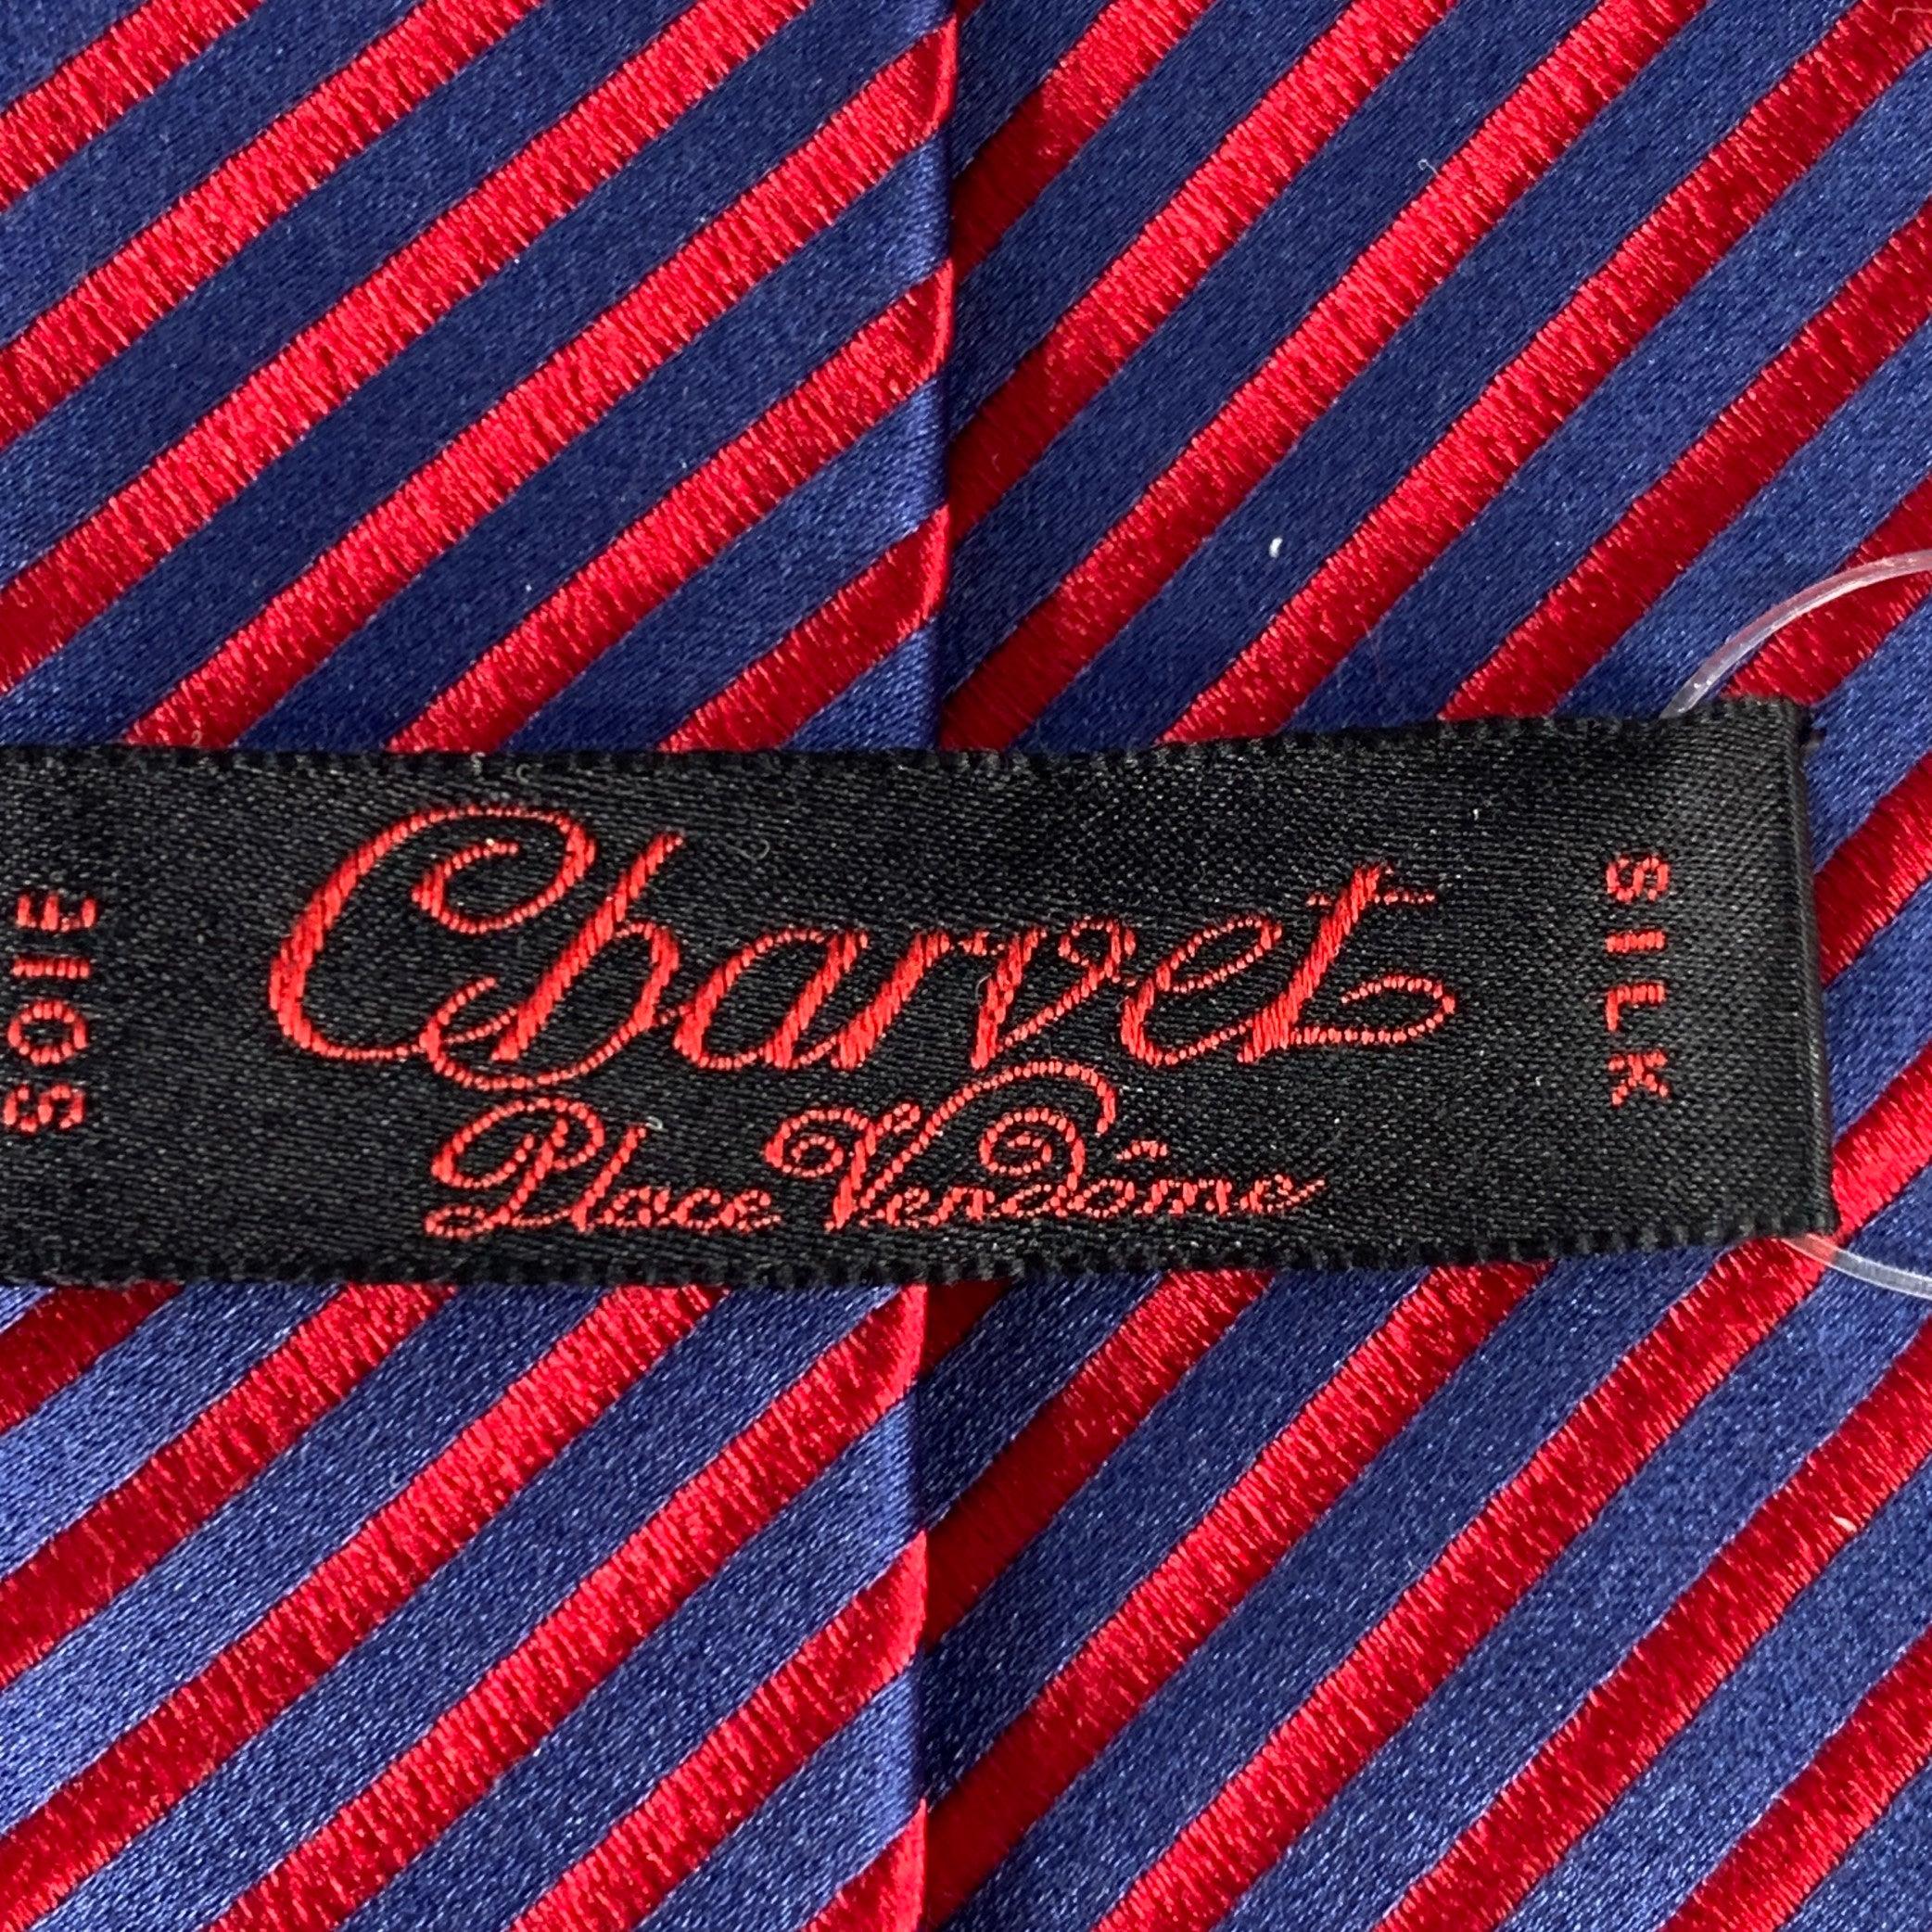 SOIE
Charvet
Place Vendôme
SILK